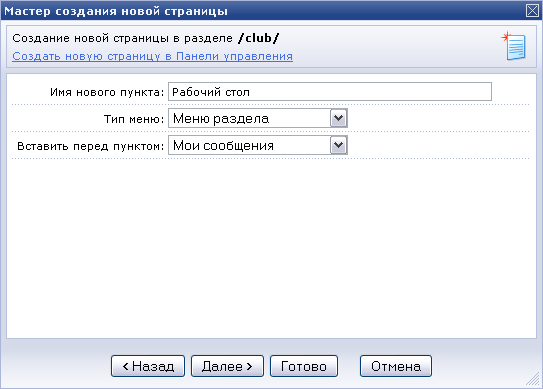 Мастер создания новой страницы
Создание новой страницы в разделе /club/
Создать новую страницу в Панели управления
Имя нового пункта: Рабочий стол
Тип меню: Меню раздела
Вставить перед пунктом: Мои сообщения
< Назад Далее > Готово Отмена